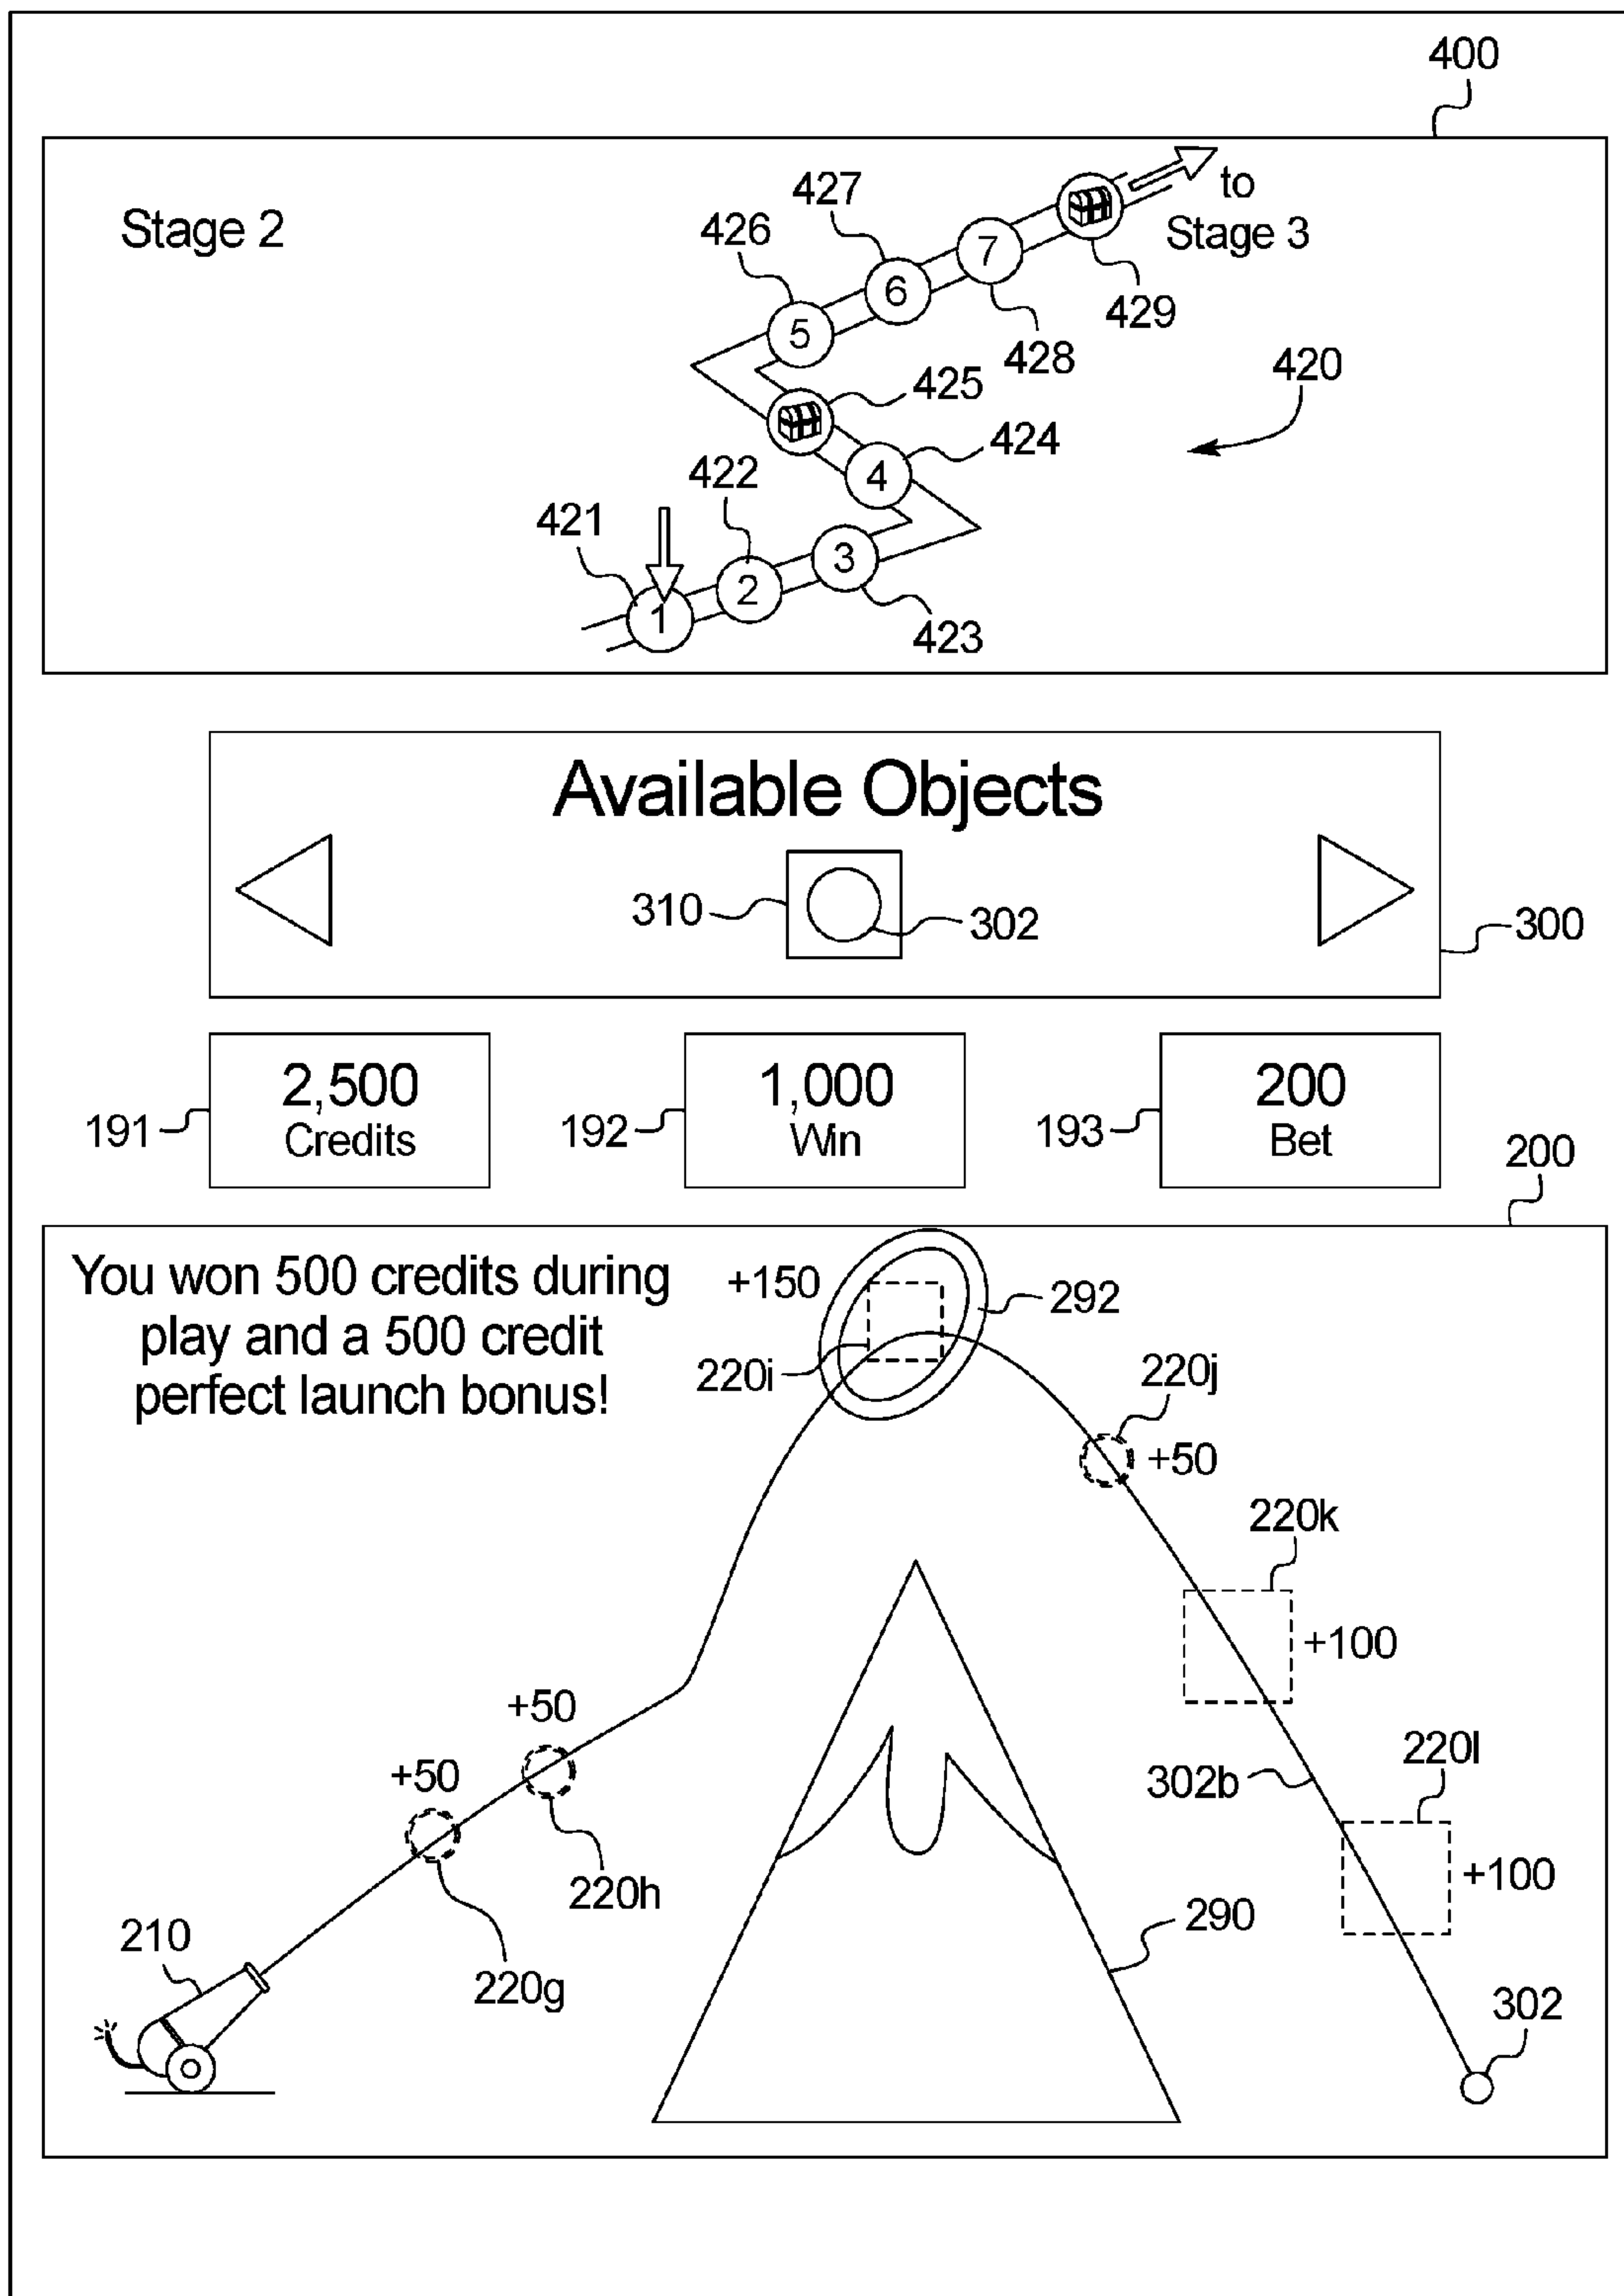 400
Stage 2
to
Stage 3
427
426
7
6
429
5
428
420
425
424
4
422
421
3
2
1
423
Available Objects
310
302
300
2,500
Credits
191
1,000
Win
192
200
Bet
193
200
You won 500 credits during
play and a 500 credit
perfect launch bonus!
+150
292
220i
220j
+50
220k
+100
+50
220l
302b
+50
+100
220h
290
210
220g
302